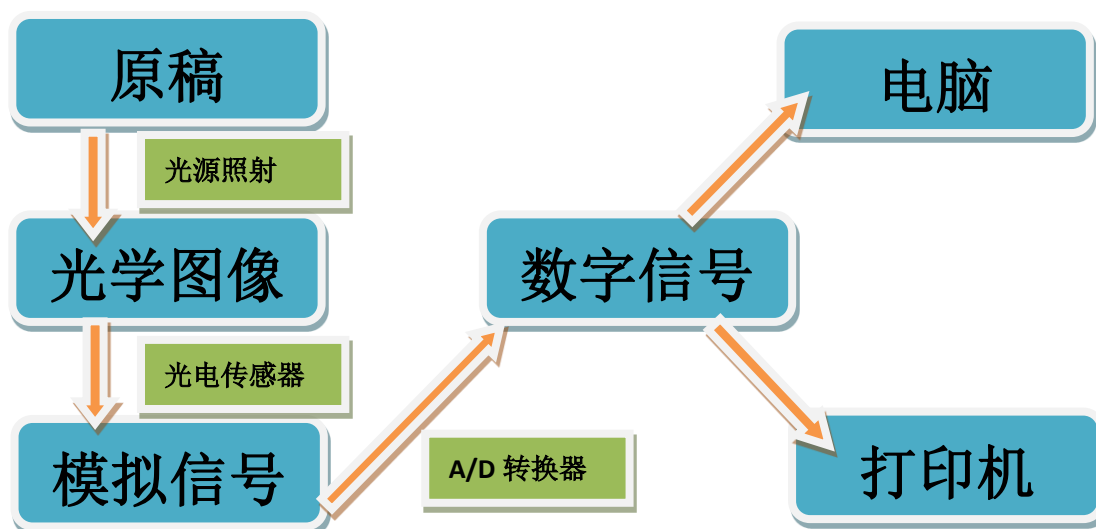 原稿
光源照射
光学图像
光电传感器
模拟信号
A/D 转换器
数字信号
电脑
打印机